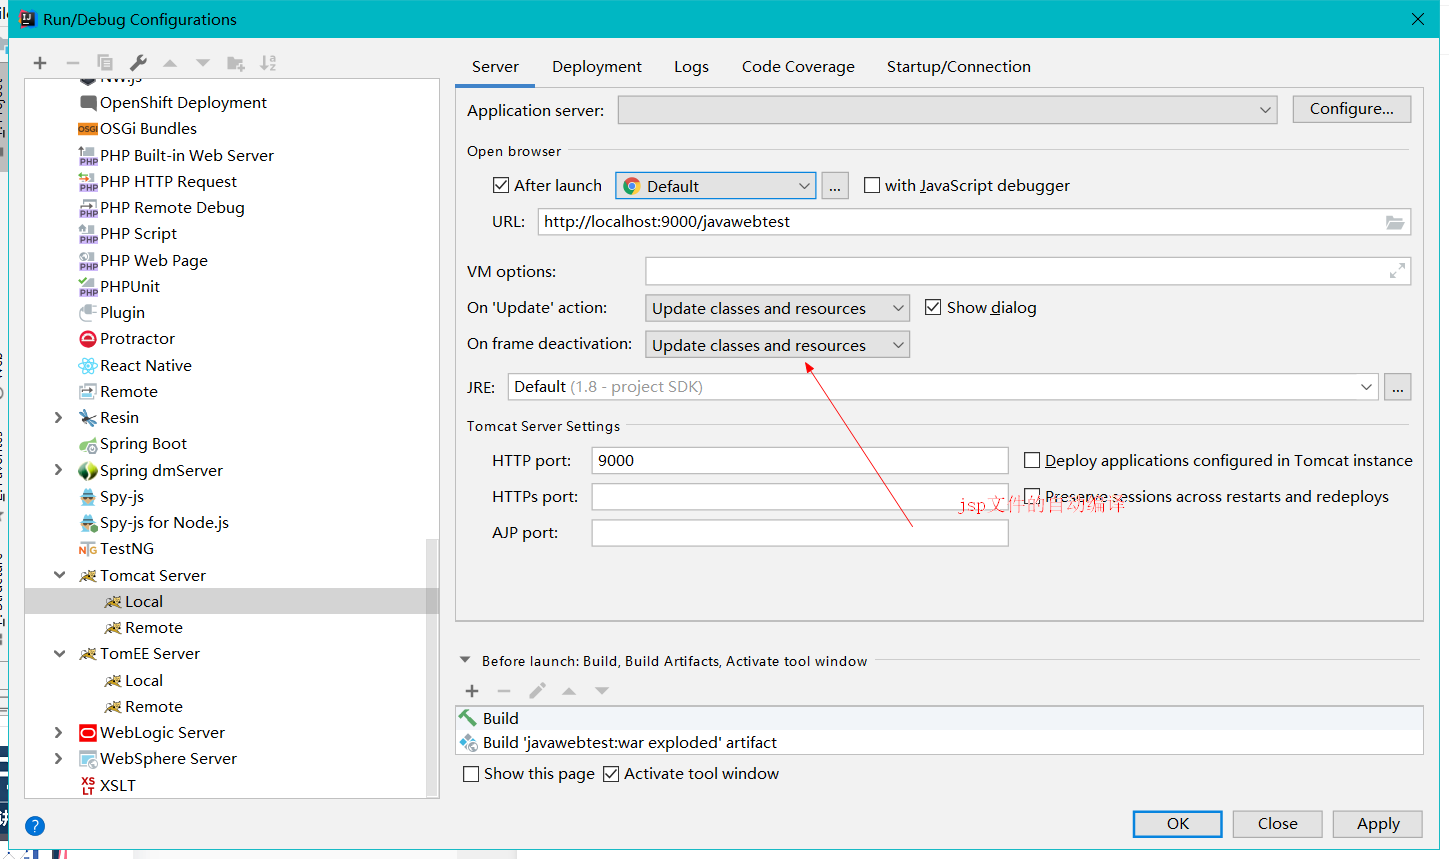 Run/Debug Configurations
NW.js
OpenShift Deployment
OSGi Bundles
PHP Built-in Web Server
PHP HTTP Request
PHP Remote Debug
PHP Script
PHP Web Page
PHPUnit
Plugin
Protractor
React Native
Remote
Resin
Spring Boot
Spring dmServer
Spy-js
Spy-js for Node.js
TestNG
Tomcat Server
Local
Remote
TomEE Server
Local
Remote
WebLogic Server
WebSphere Server
XSLT
Server Deployment Logs Code Coverage Startup/Connection
Application server: Configure...
Open browser
After launch Default ... with JavaScript debugger
URL: http://localhost:9000/javawebtest
VM options:
On 'Update' action: Update classes and resources Show dialog
On frame deactivation: Update classes and resources
JRE: Default (1.8 - project SDK) ...
Tomcat Server Settings
HTTP port: 9000 Deploy applications configured in Tomcat instance
HTTPs port: Preserve sessions across restarts and redeploys
jsp文件的自动编译
AJP port:
Before launch: Build, Build Artifacts, Activate tool window
Build
Build 'javawebtest:war exploded' artifact
Show this page Activate tool window
? OK Close Apply